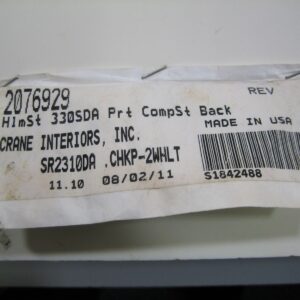 2076929 REV
HlmSt 330SDA Prt CompSt Back
CRANE INTERIORS, INC. MADE IN USA
SR2310DA .CHKP-2WHLT
11.10 08/02/11 S1842488